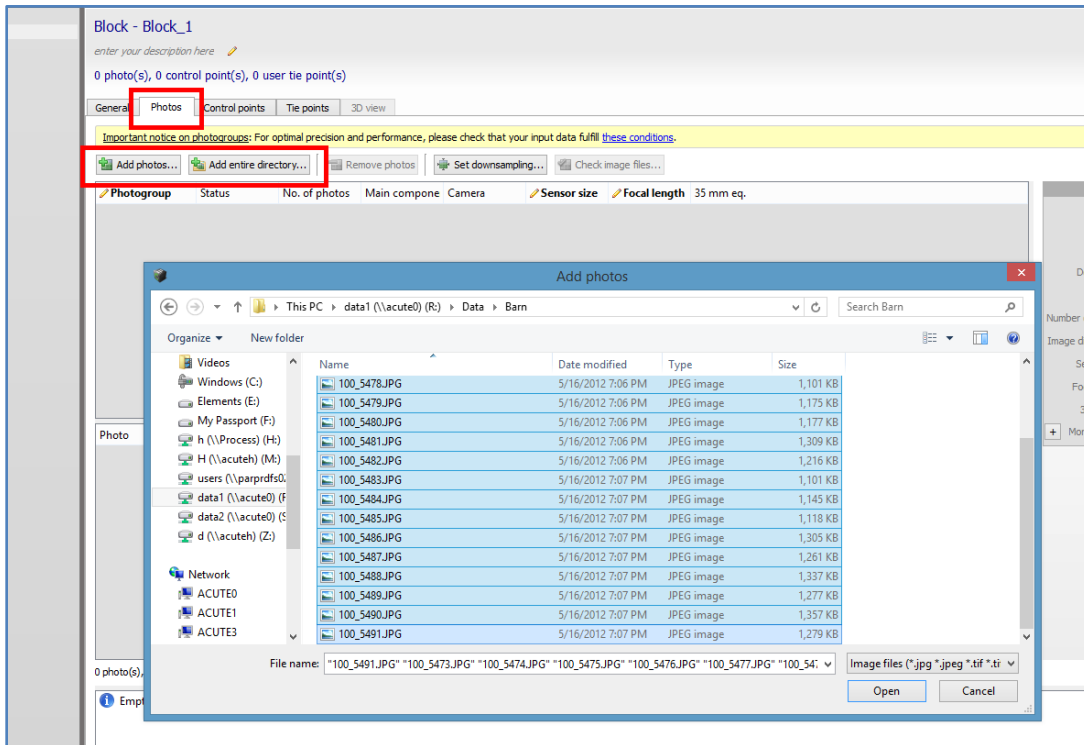 Block - Block_1
enter your description here
0 photo(s), 0 control point(s), 0 user tie point(s)
General Photos Control points Tie points 3D view
Important notice on photogroups: For optimal precision and performance, please check that your input data fulfill these conditions.
Add photos... Add entire directory... Remove photos Set downsampling... Check image files...
Photogroup Status No. of photos Main compone Camera Sensor size Focal length 35 mm eq.
Add photos
This PC data1 (\\acute0) (R:) Data Barn Search Barn
Organize New folder
Name Date modified Type Size
Videos
Windows (C:)
Elements (E:)
My Passport (F:)
h (\\Process) (H:)
H (\\acuteh) (M:)
users (\\parprdfs0
data1 (\\acute0) (
data2 (\\acute0) (
d (\\acuteh) (Z:)
Network
ACUTE0
ACUTE1
ACUTE3
100_5478.JPG 5/16/2012 7:06 PM JPEG image 1,101 KB
100_5479.JPG 5/16/2012 7:06 PM JPEG image 1,175 KB
100_5480.JPG 5/16/2012 7:06 PM JPEG image 1,177 KB
100_5481.JPG 5/16/2012 7:06 PM JPEG image 1,309 KB
100_5482.JPG 5/16/2012 7:06 PM JPEG image 1,216 KB
100_5483.JPG 5/16/2012 7:07 PM JPEG image 1,101 KB
100_5484.JPG 5/16/2012 7:07 PM JPEG image 1,145 KB
100_5485.JPG 5/16/2012 7:07 PM JPEG image 1,118 KB
100_5486.JPG 5/16/2012 7:07 PM JPEG image 1,305 KB
100_5487.JPG 5/16/2012 7:07 PM JPEG image 1,261 KB
100_5488.JPG 5/16/2012 7:07 PM JPEG image 1,337 KB
100_5489.JPG 5/16/2012 7:07 PM JPEG image 1,277 KB
100_5490.JPG 5/16/2012 7:07 PM JPEG image 1,357 KB
100_5491.JPG 5/16/2012 7:07 PM JPEG image 1,279 KB
File name: "100_5491.JPG" "100_5473.JPG" "100_5474.JPG" "100_5475.JPG" "100_5476.JPG" "100_5477.JPG" "100_547 Image files (*.jpg *.jpeg *.tif *.ti
Open Cancel
Photo
0 photo(s),
Empt
D
Number
Image d
Se
Fo
3
Mor